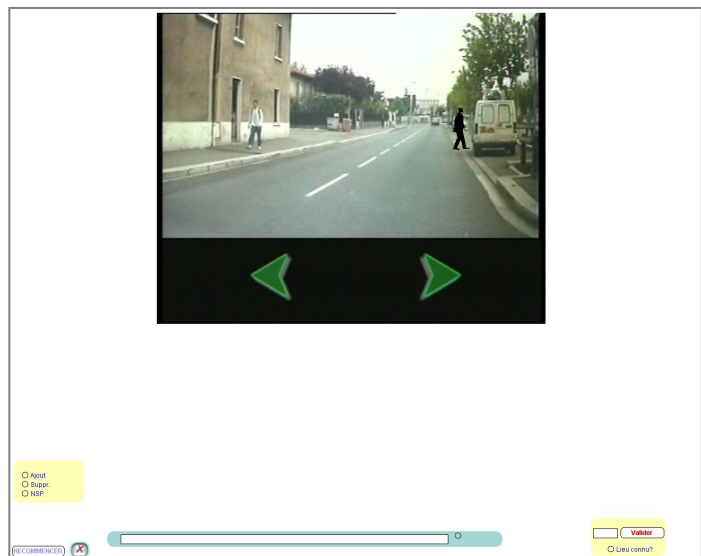 Ajout
Suppr.
NSP
RECOMMENCER
X
Valider
Lieu connu?